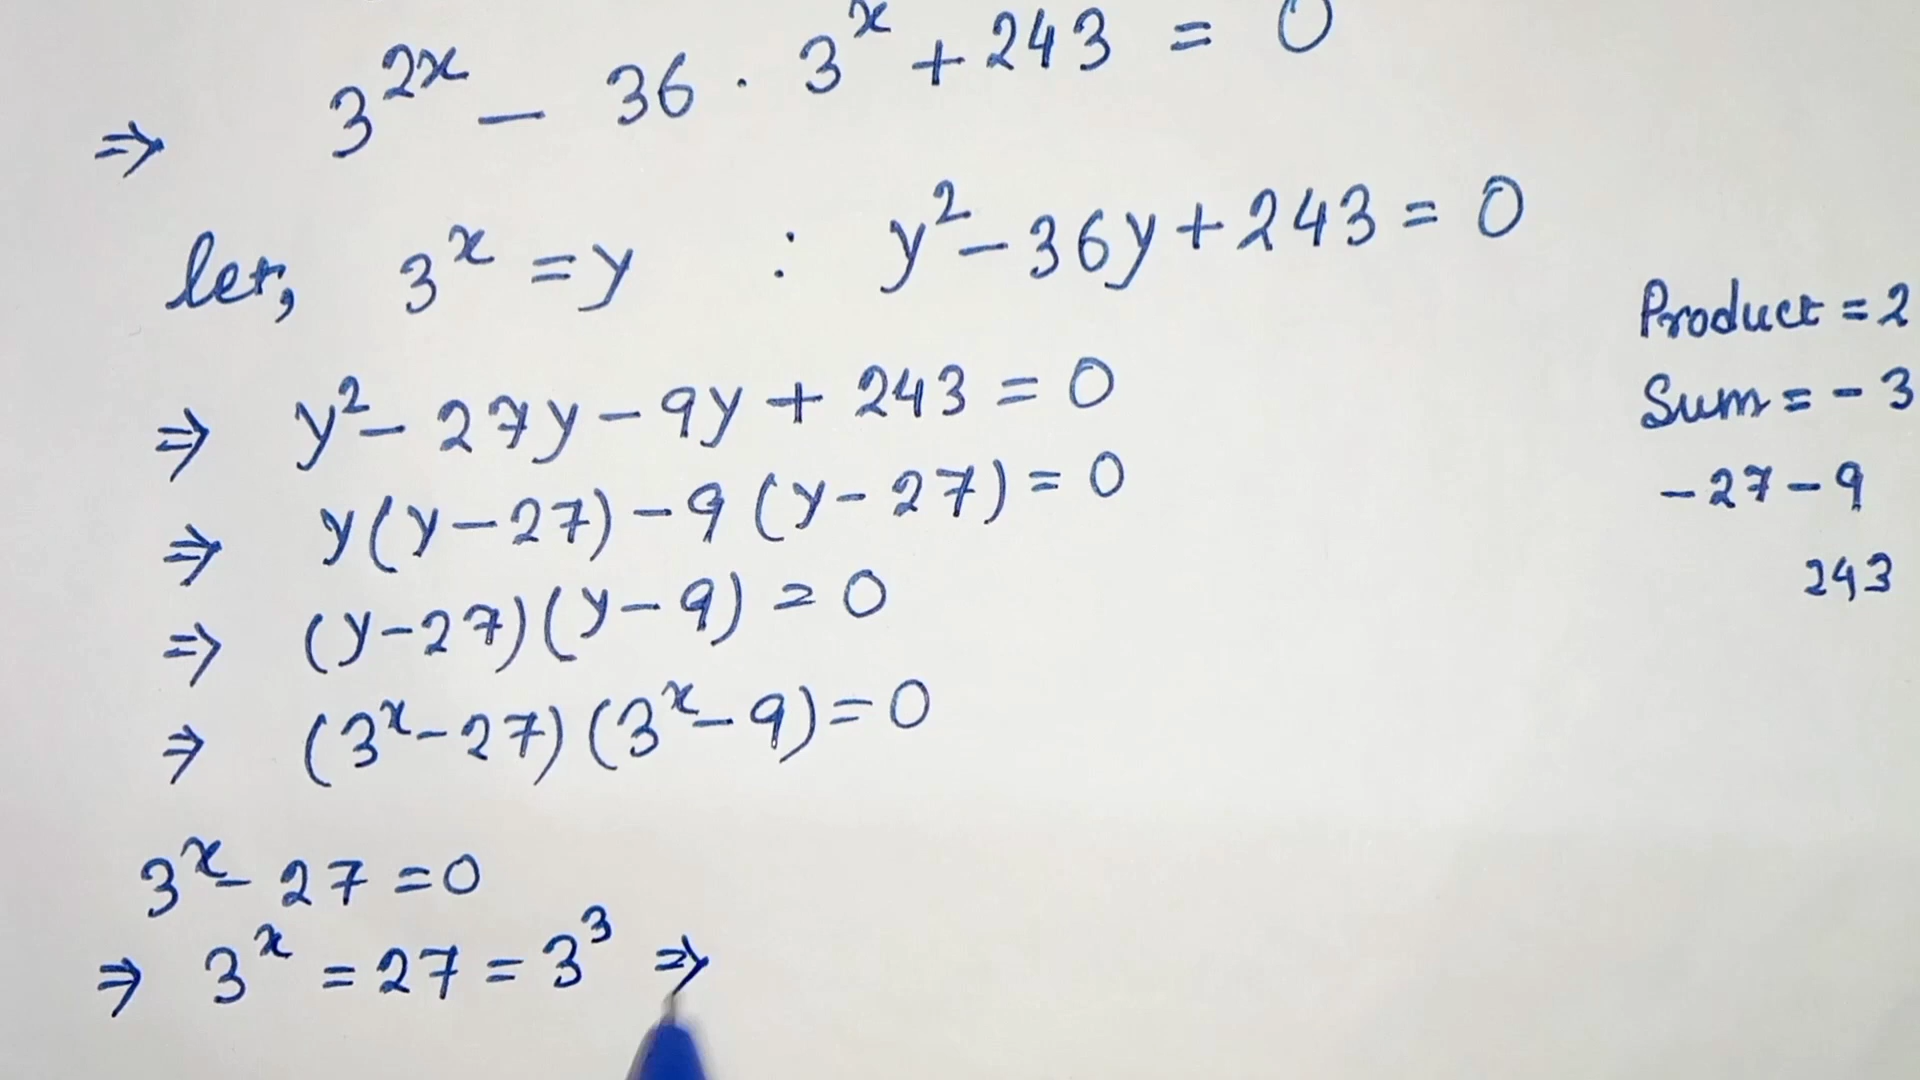 ⇒ 3^{2x} - 36 · 3^x + 243 = 0
let, 3^x = y : y^2 - 36y + 243 = 0
⇒ y^2 - 27y - 9y + 243 = 0
⇒ y(y - 27) - 9(y - 27) = 0
⇒ (y - 27)(y - 9) = 0
⇒ (3^x - 27)(3^x - 9) = 0
3^x - 27 = 0
⇒ 3^x = 27 = 3^3 ⇒
Product = 2
Sum = - 3
-27 - 9
243